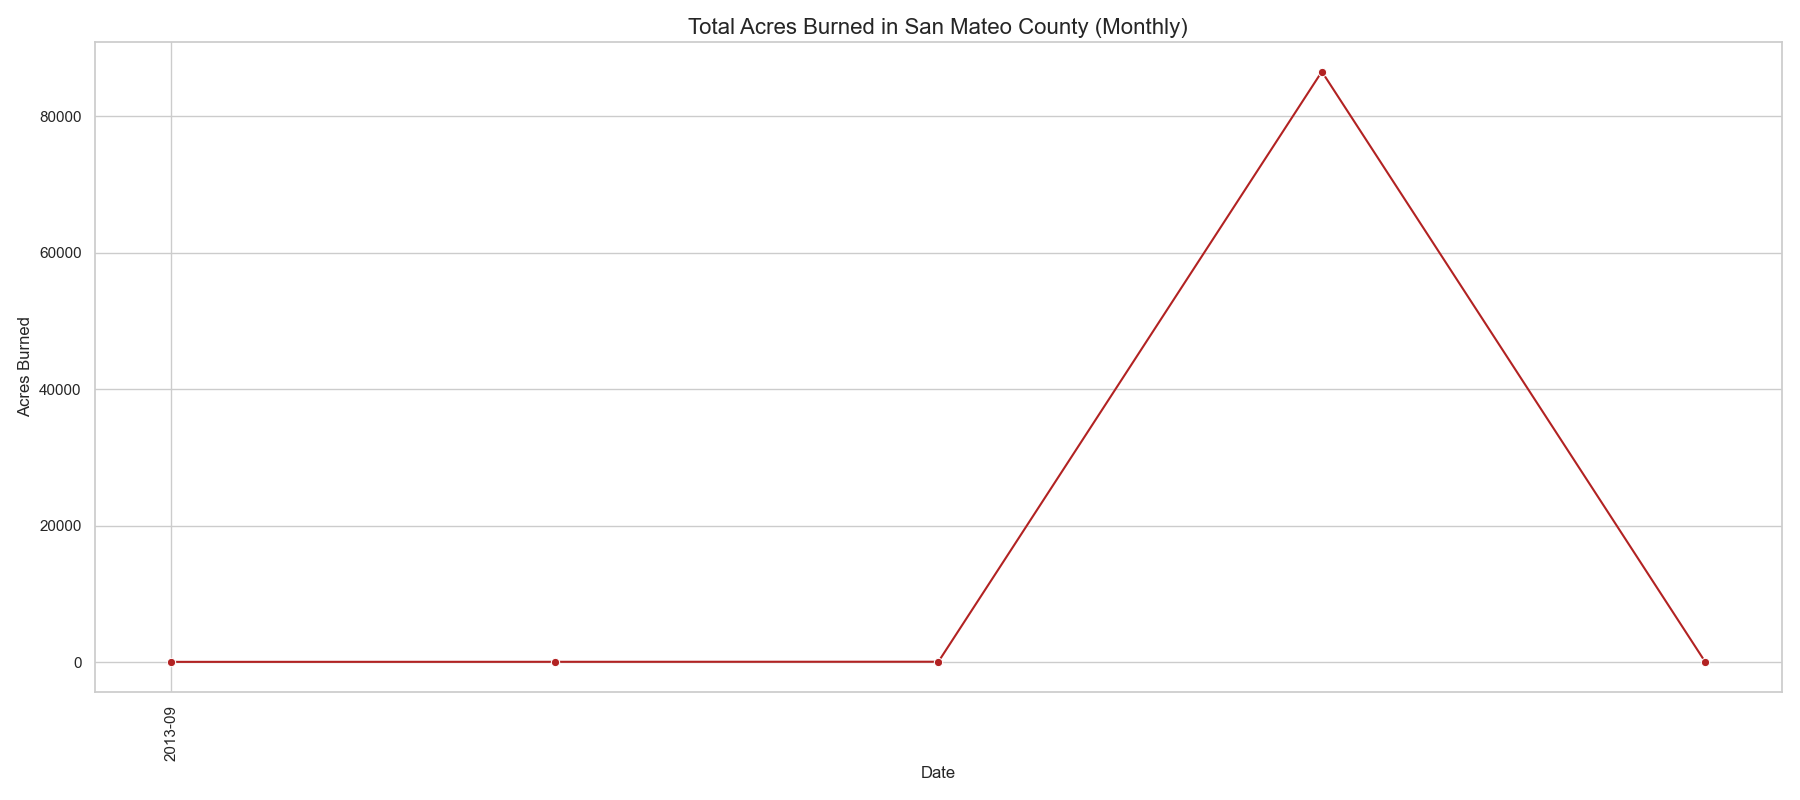 Total Acres Burned in San Mateo County (Monthly)
80000
60000
40000
20000
0
Acres Burned
2013-09
Date